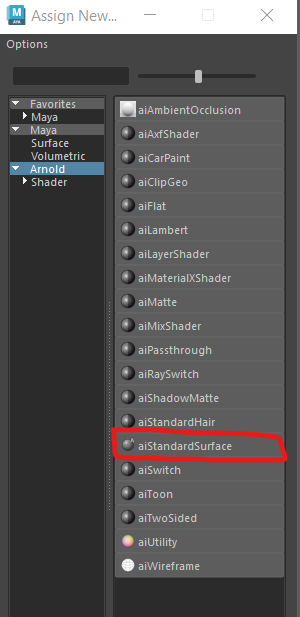 Assign New...
Options
Favorites
Maya
Maya
Surface
Volumetric
Arnold
Shader
aiAmbientOcclusion
aiAxfShader
aiCarPaint
aiClipGeo
aiFlat
aiLambert
aiLayerShader
aiMaterialXShader
aiMatte
aiMixShader
aiPassthrough
aiRaySwitch
aiShadowMatte
aiStandardHair
aiStandardSurface
aiSwitch
aiToon
aiTwoSided
aiUtility
aiWireframe